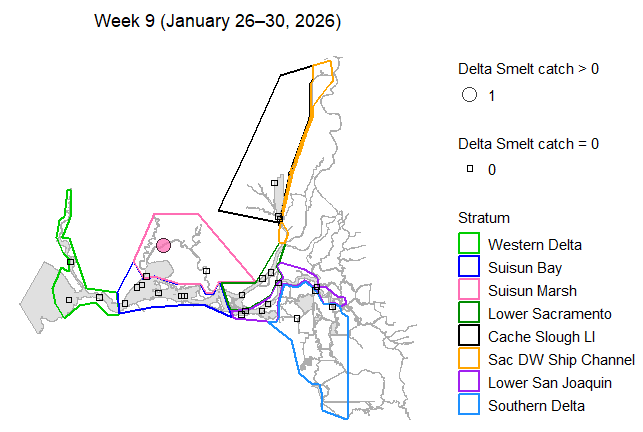 Week 9 (January 26–30, 2026)
Delta Smelt catch > 0
1
Delta Smelt catch = 0
0
Stratum
Western Delta
Suisun Bay
Suisun Marsh
Lower Sacramento
Cache Slough LI
Sac DW Ship Channel
Lower San Joaquin
Southern Delta